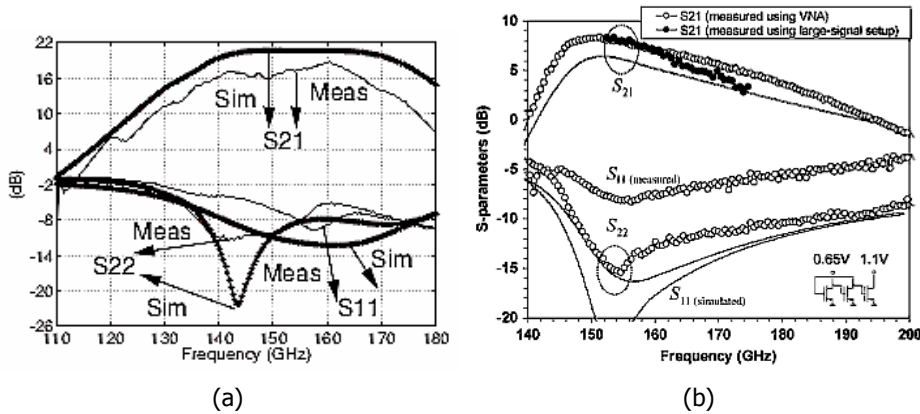 22
16
10
4
-2
-8
-14
-20
-26
(dB)
Sim
Meas
S21
Meas
S22
Meas
Sim
Sim
S11
110
120
130
140
150
160
170
180
Frequency (GHz)
(a)
S21 (measured using VNA)
S21 (measured using large-signal setup)
10
5
0
-5
-10
-15
-20
S-parameters (dB)
S21
S11 (measured)
S22
S11 (simulated)
0.65V 1.1V
140
150
160
170
180
190
200
Frequency (GHz)
(b)